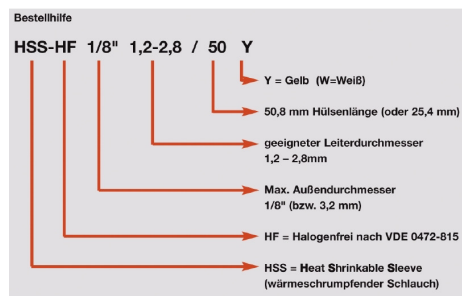 Bestellhilfe
HSS-HF 1/8" 1,2-2,8 / 50 Y
Y = Gelb (W=Weiß)
50,8 mm Hülsenlänge (oder 25,4 mm)
geeigneter Leiterdurchmesser
1,2 – 2,8mm
Max. Außendurchmesser
1/8" (bzw. 3,2 mm)
HF = Halogenfrei nach VDE 0472-815
HSS = Heat Shrinkable Sleeve
(wärmeschrumpfender Schlauch)